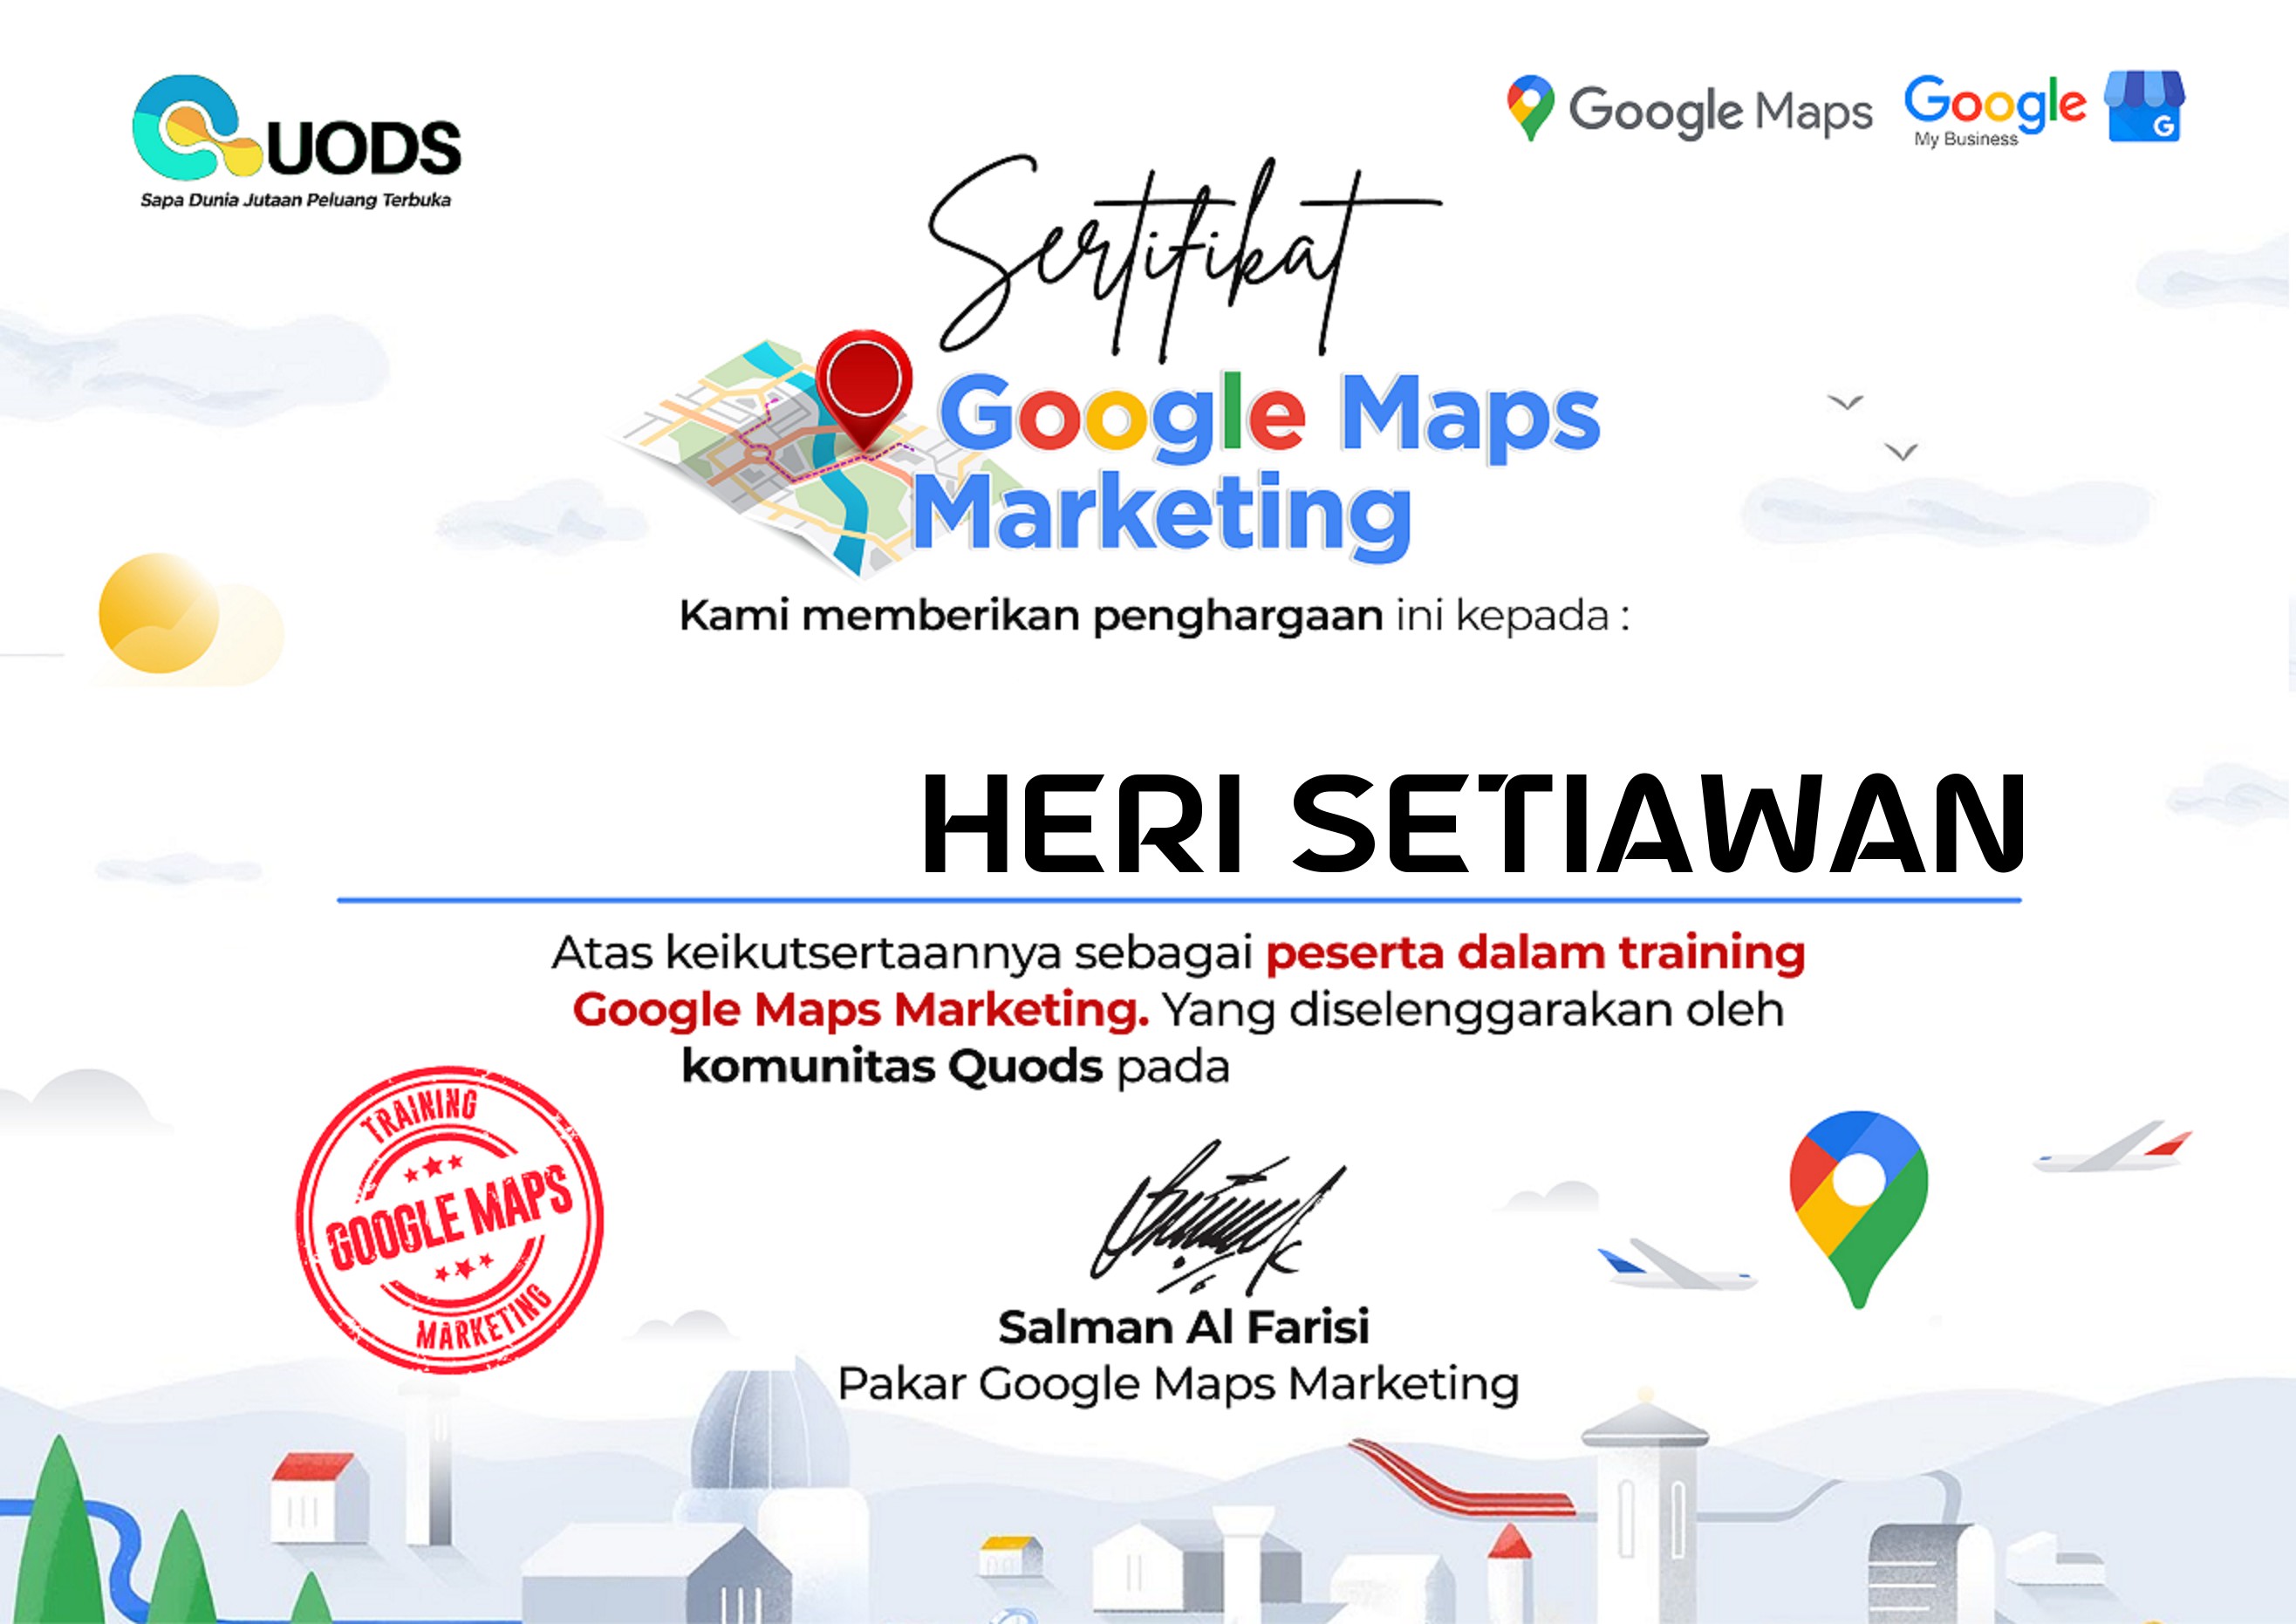 QUODS
Sapa Dunia Jutaan Peluang Terbuka
Google Maps
Google
My Business
G
Sertifikat
Google Maps
Marketing
Kami memberikan penghargaan ini kepada :
HERI SETIAWAN
Atas keikutsertaannya sebagai peserta dalam training
Google Maps Marketing. Yang diselenggarakan oleh
komunitas Quods pada
TRAINING
GOOGLE MAPS
MARKETING
Salman Al Farisi
Pakar Google Maps Marketing